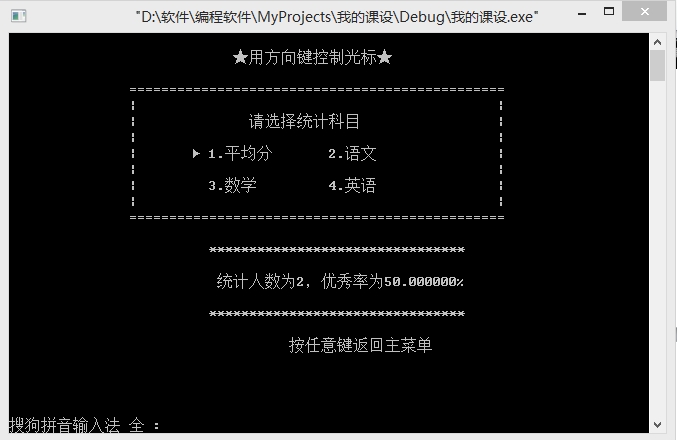 "D:\软件\编程软件\MyProjects\我的课设\Debug\我的课设.exe"
★用方向键控制光标★
===============================================
请选择统计科目
▶ 1.平均分 2.语文
3.数学 4.英语
===============================================
********************************
统计人数为2, 优秀率为50.000000%
********************************
按任意键返回主菜单
搜狗拼音输入法 全 :